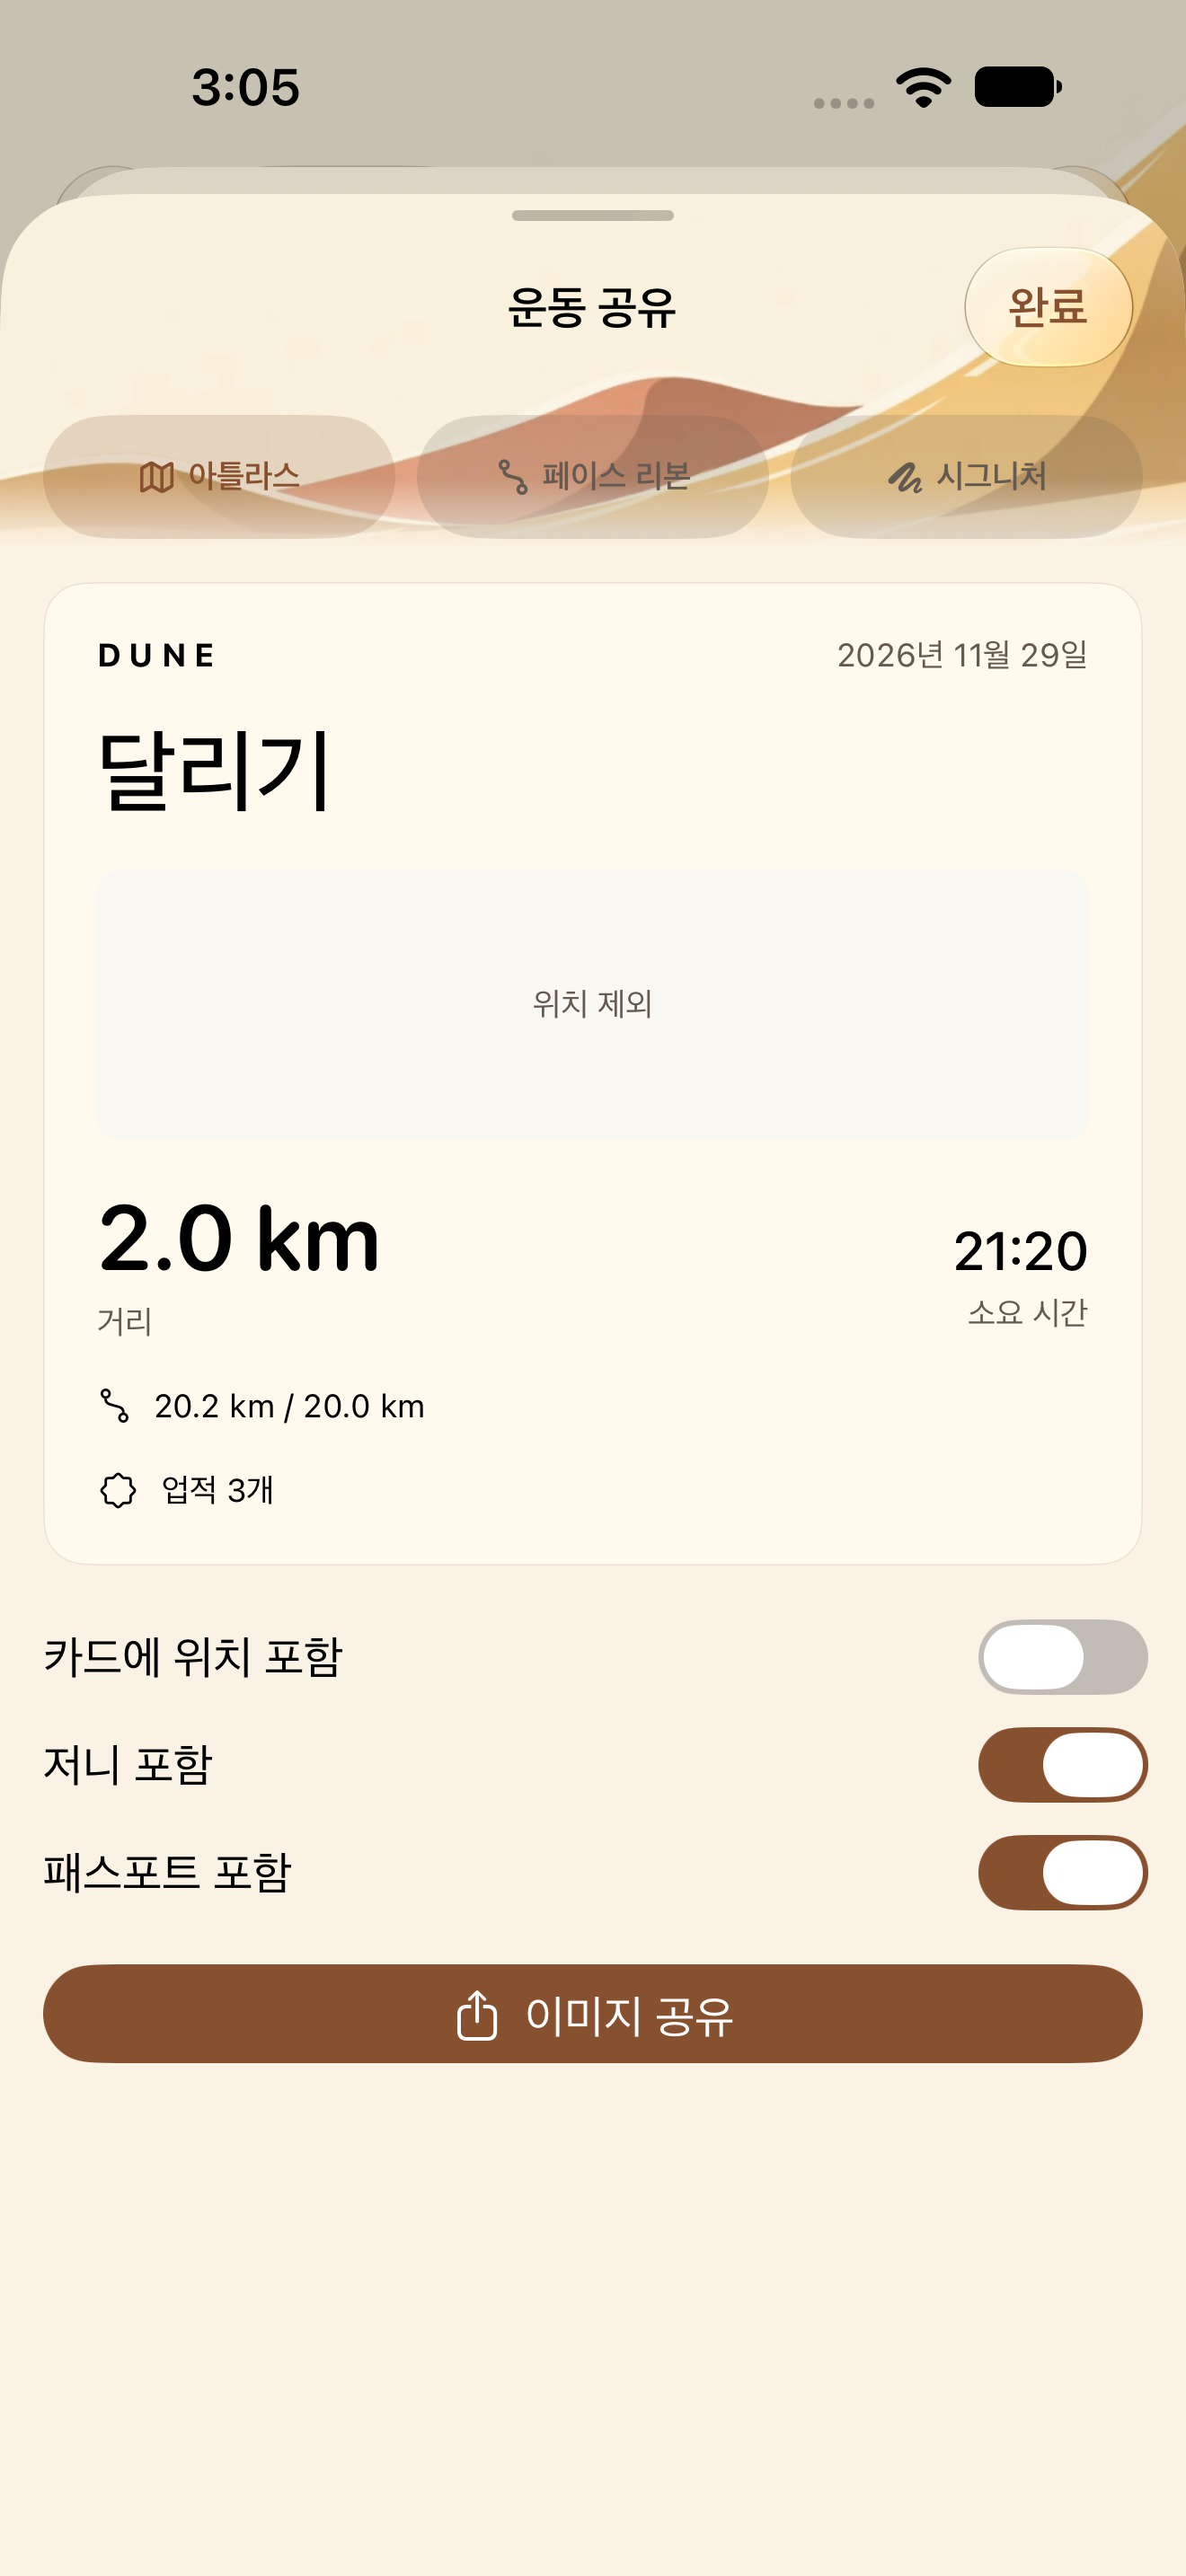 3:05
운동 공유
완료
아틀라스
페이스 리본
시그니처
DUNE
2026년 11월 29일
달리기
위치 제외
2.0 km
21:20
거리
소요 시간
20.2 km / 20.0 km
업적 3개
카드에 위치 포함
저니 포함
패스포트 포함
이미지 공유